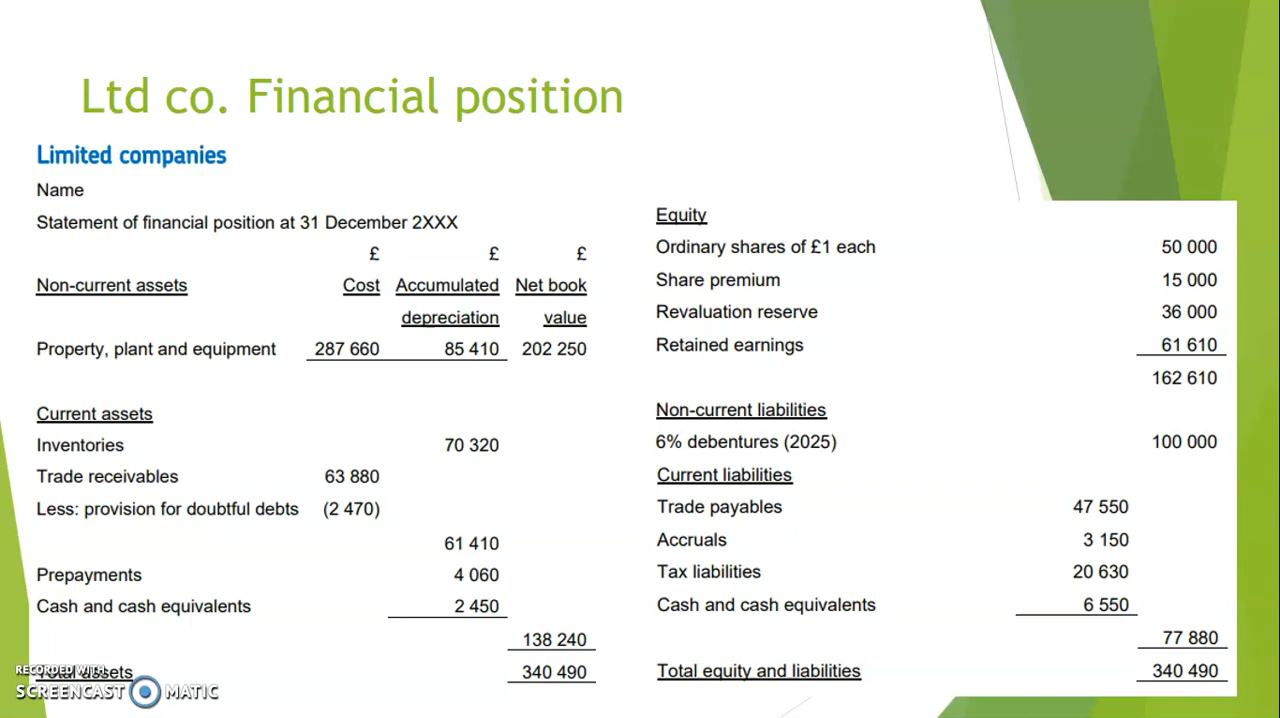 Ltd co. Financial position
Limited companies
Name
Statement of financial position at 31 December 2XXX
£ £ £
Non-current assets Cost Accumulated Net book
depreciation value
Property, plant and equipment 287 660 85 410 202 250
Current assets
Inventories 70 320
Trade receivables 63 880
Less: provision for doubtful debts (2 470)
61 410
Prepayments 4 060
Cash and cash equivalents 2 450
138 240
Total assets 340 490
Equity
Ordinary shares of £1 each 50 000
Share premium 15 000
Revaluation reserve 36 000
Retained earnings 61 610
162 610
Non-current liabilities
6% debentures (2025) 100 000
Current liabilities
Trade payables 47 550
Accruals 3 150
Tax liabilities 20 630
Cash and cash equivalents 6 550
77 880
Total equity and liabilities 340 490
RECORDED WITH
SCREENCAST MATIC